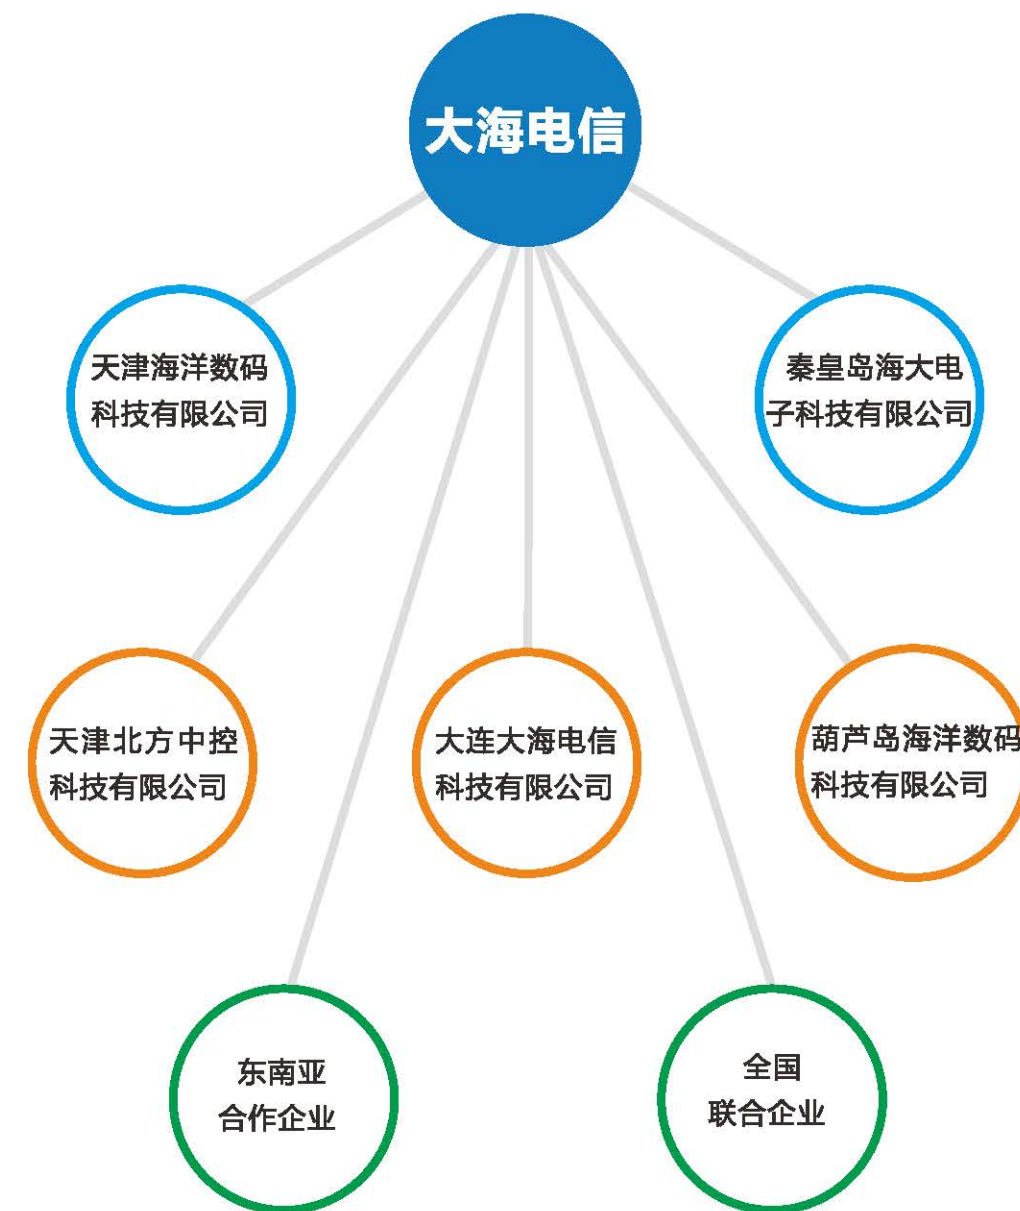 大海电信
天津海洋数码
科技有限公司
秦皇岛海大电
子科技有限公司
天津北方中控
科技有限公司
大连大海电信
科技有限公司
葫芦岛海洋数码
科技有限公司
东南亚
合作企业
全国
联合企业